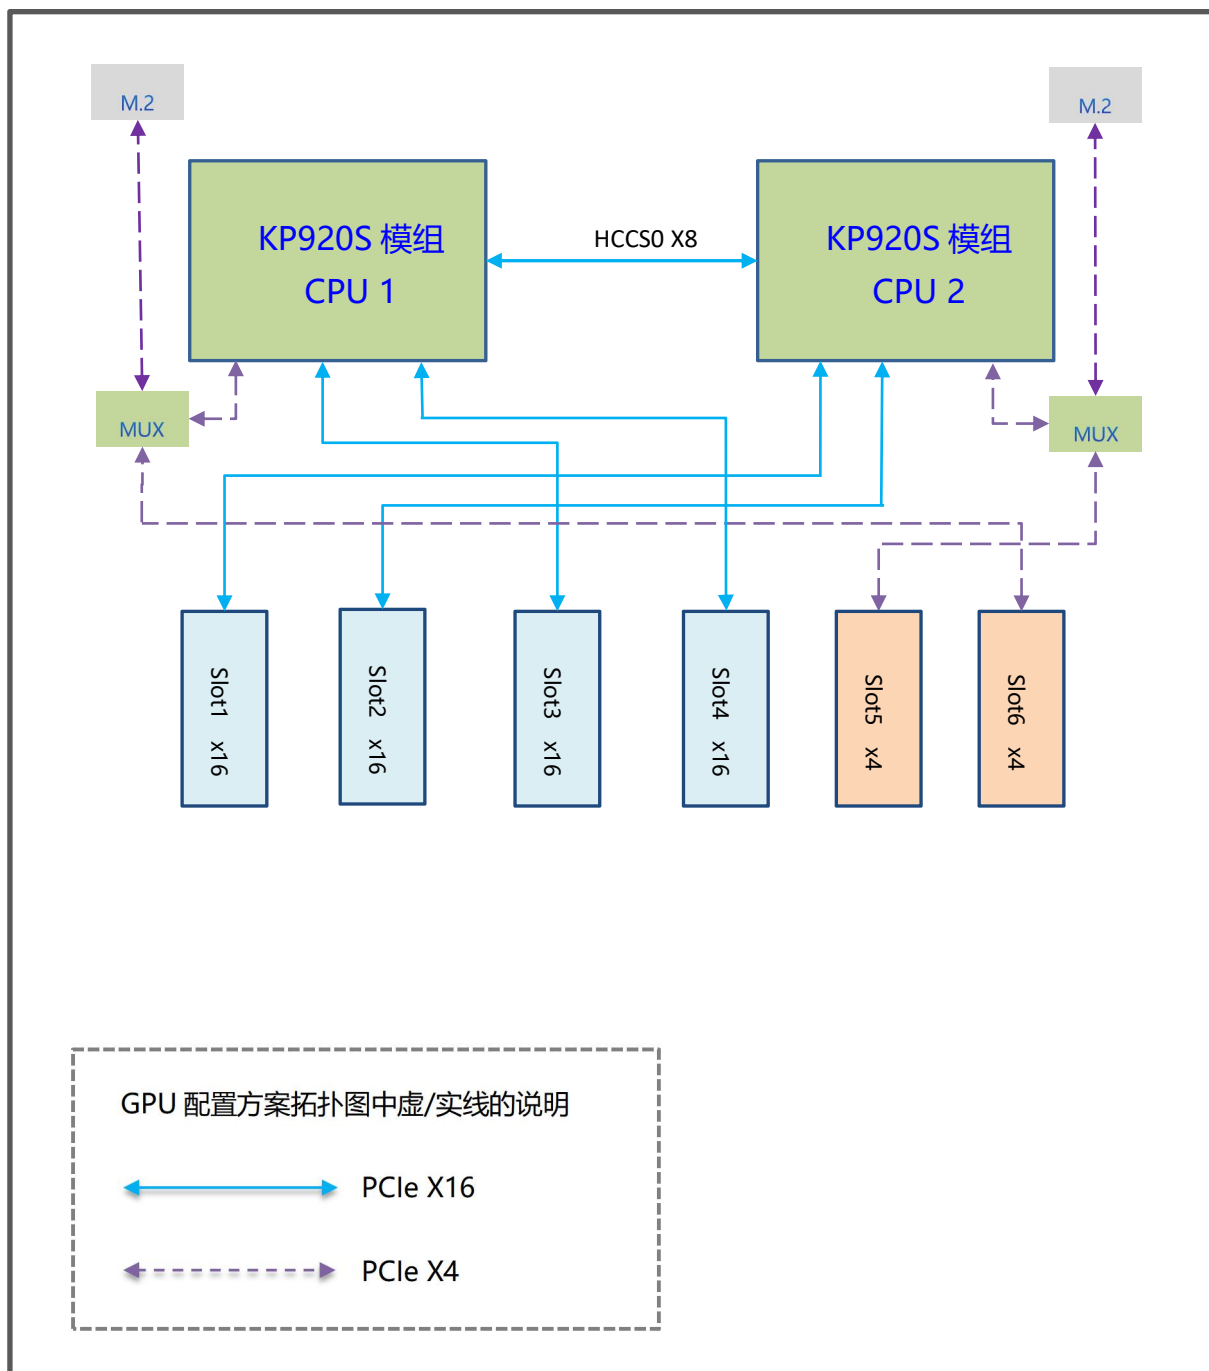 M.2
M.2
KP920S 模组
CPU 1
HCCS0 X8
KP920S 模组
CPU 2
MUX
MUX
Slot1 x16
Slot2 x16
Slot3 x16
Slot4 x16
Slot5 x4
Slot6 x4
GPU 配置方案拓扑图中虚/实线的说明
PCIe X16
PCIe X4